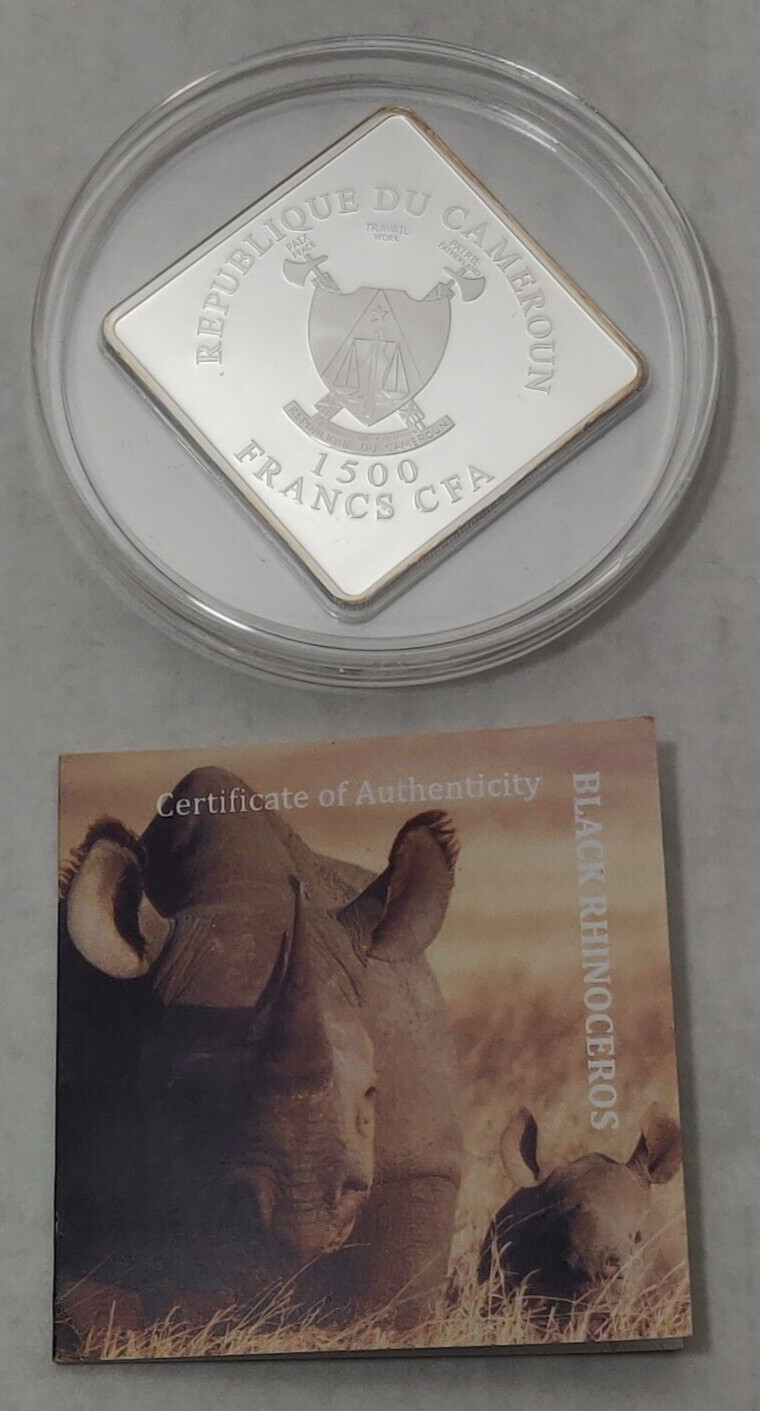 REPUBLIQUE DU CAMEROUN
TRAVAIL
WORK
PAIX
PEACE
PATRIE
FATHERLAND
REPUBLIQUE DU CAMEROUN
1500
FRANCS CFA
Certificate of Authenticity
BLACK RHINOCEROS